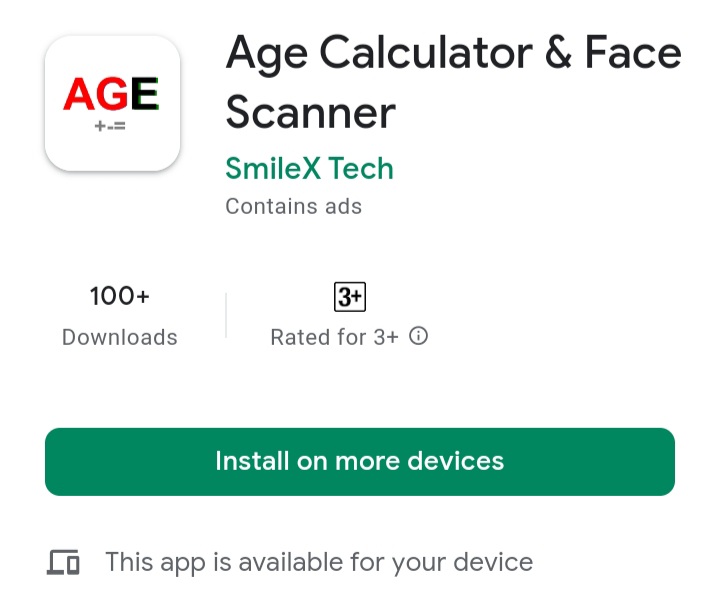 AGE
+-=
Age Calculator & Face
Scanner
SmileX Tech
Contains ads
100+
Downloads
3+
Rated for 3+
Install on more devices
This app is available for your device